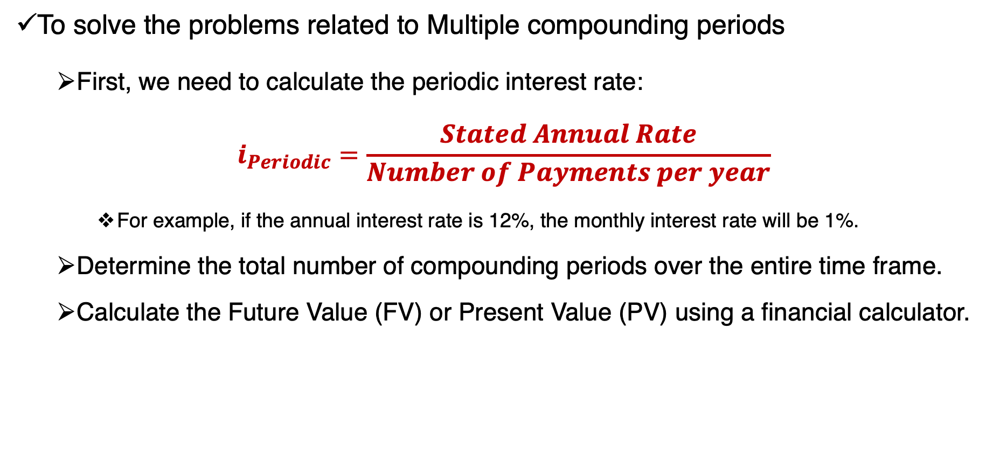 ✓To solve the problems related to Multiple compounding periods
➢First, we need to calculate the periodic interest rate:
i_Periodic = Stated Annual Rate / Number of Payments per year
❖For example, if the annual interest rate is 12%, the monthly interest rate will be 1%.
➢Determine the total number of compounding periods over the entire time frame.
➢Calculate the Future Value (FV) or Present Value (PV) using a financial calculator.